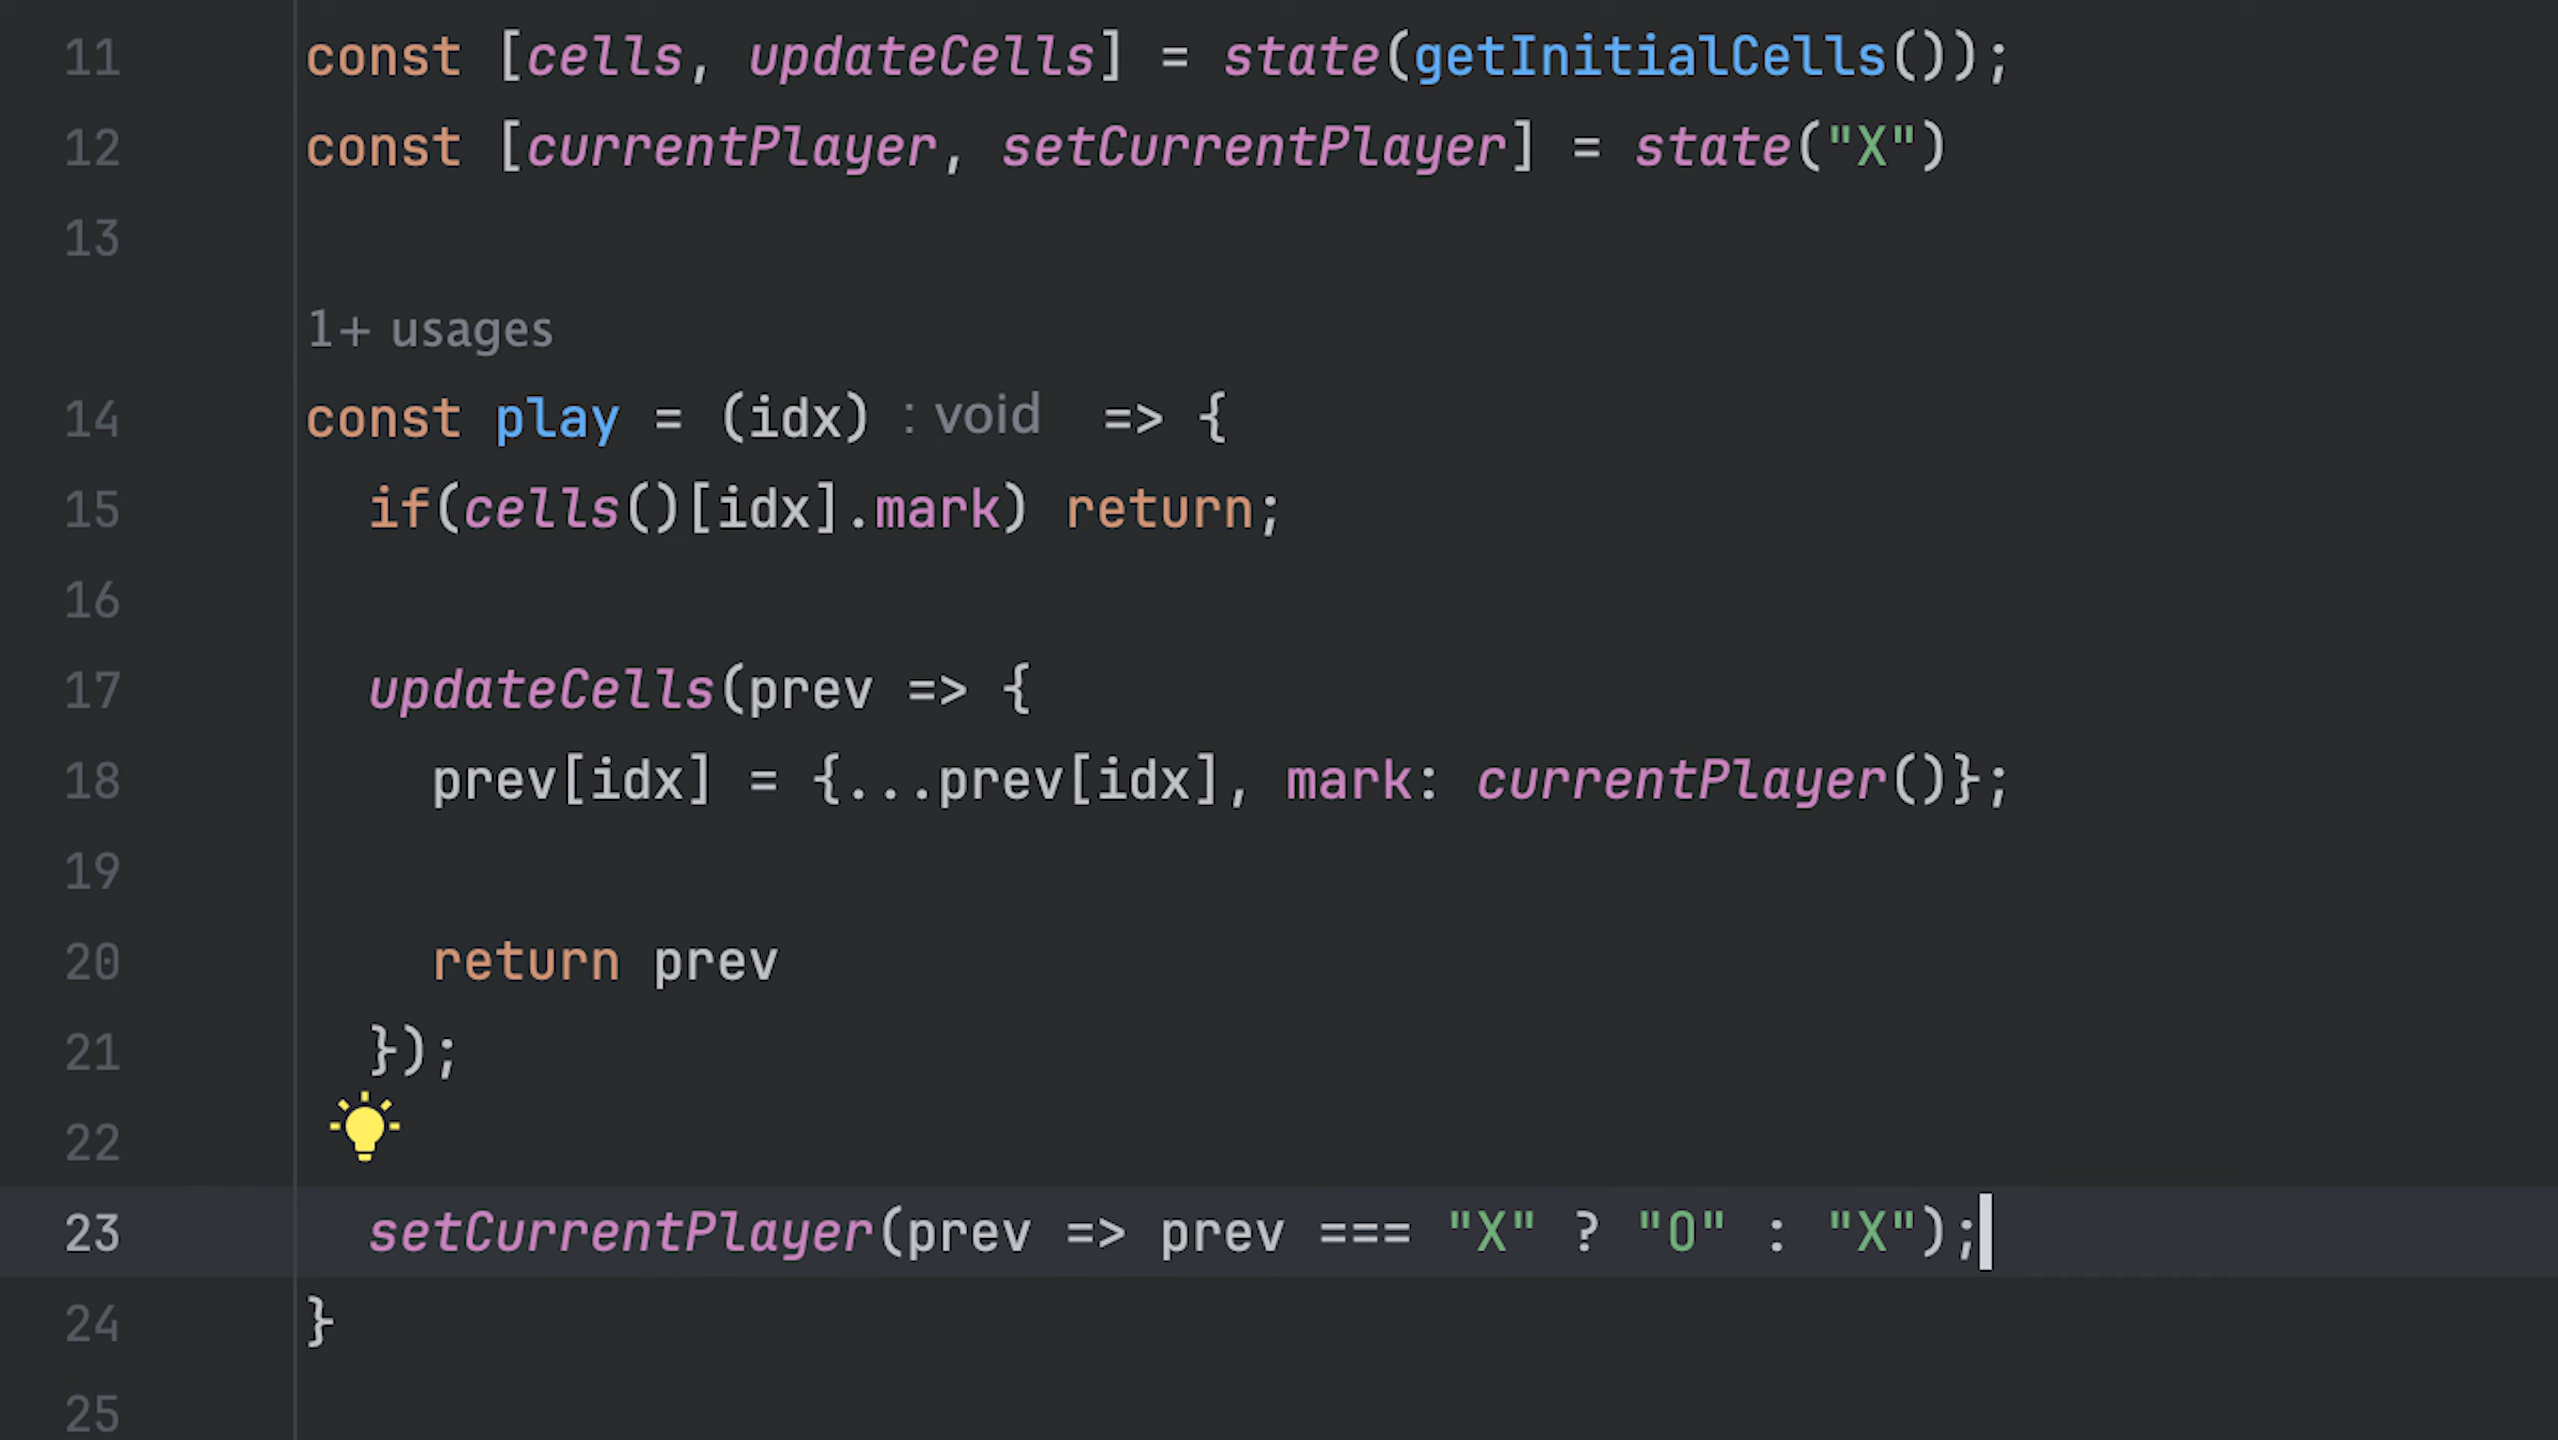 11 const [cells, updateCells] = state(getInitialCells());
12 const [currentPlayer, setCurrentPlayer] = state("X")
13
1+ usages
14 const play = (idx) : void => {
15 if(cells()[idx].mark) return;
16
17 updateCells(prev => {
18 prev[idx] = {...prev[idx], mark: currentPlayer()};
19
20 return prev
21 });
22
23 setCurrentPlayer(prev => prev === "X" ? "O" : "X");
24 }
25